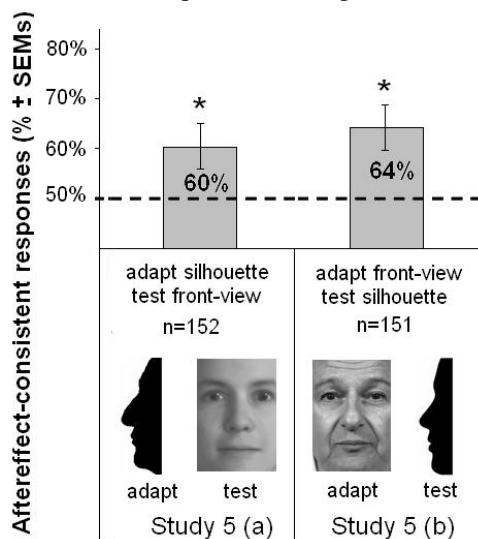 Aftereffect-consistent responses (% ± SEMs)
80%
70%
60%
50%
*
60%
*
64%
adapt silhouette
test front-view
n=152
adapt front-view
test silhouette
n=151
adapt test
adapt test
Study 5 (a)
Study 5 (b)